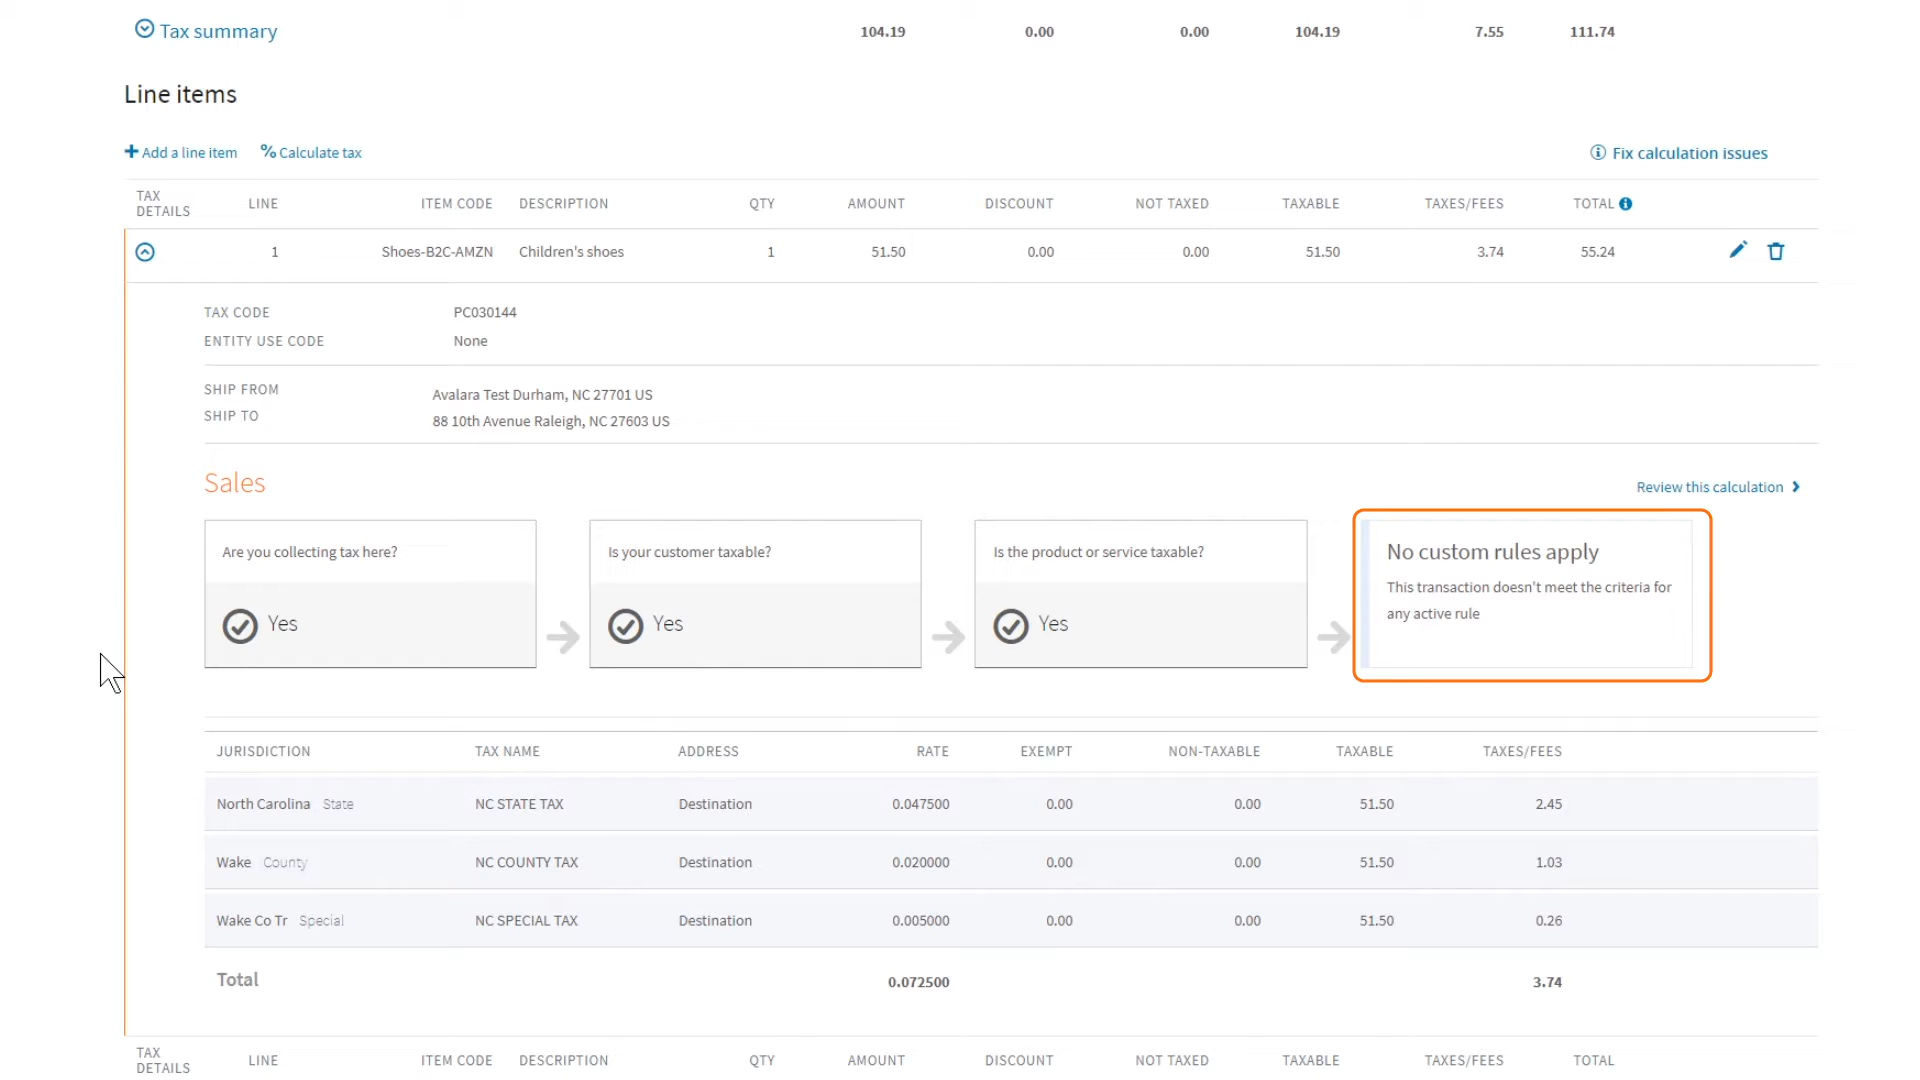 Tax summary 104.19 0.00 0.00 104.19 7.55 111.74
Line items
Add a line item % Calculate tax Fix calculation issues
TAX DETAILS LINE ITEM CODE DESCRIPTION QTY AMOUNT DISCOUNT NOT TAXED TAXABLE TAXES/FEES TOTAL
1 Shoes-B2C-AMZN Children's shoes 1 51.50 0.00 0.00 51.50 3.74 55.24
TAX CODE PC030144
ENTITY USE CODE None
SHIP FROM Avalara Test Durham, NC 27701 US
SHIP TO 88 10th Avenue Raleigh, NC 27603 US
Sales Review this calculation
Are you collecting tax here?
Yes
Is your customer taxable?
Yes
Is the product or service taxable?
Yes
No custom rules apply
This transaction doesn't meet the criteria for
any active rule
JURISDICTION TAX NAME ADDRESS RATE EXEMPT NON-TAXABLE TAXABLE TAXES/FEES
North Carolina State NC STATE TAX Destination 0.047500 0.00 0.00 51.50 2.45
Wake County NC COUNTY TAX Destination 0.020000 0.00 0.00 51.50 1.03
Wake Co Tr Special NC SPECIAL TAX Destination 0.005000 0.00 0.00 51.50 0.26
Total 0.072500 3.74
TAX DETAILS LINE ITEM CODE DESCRIPTION QTY AMOUNT DISCOUNT NOT TAXED TAXABLE TAXES/FEES TOTAL